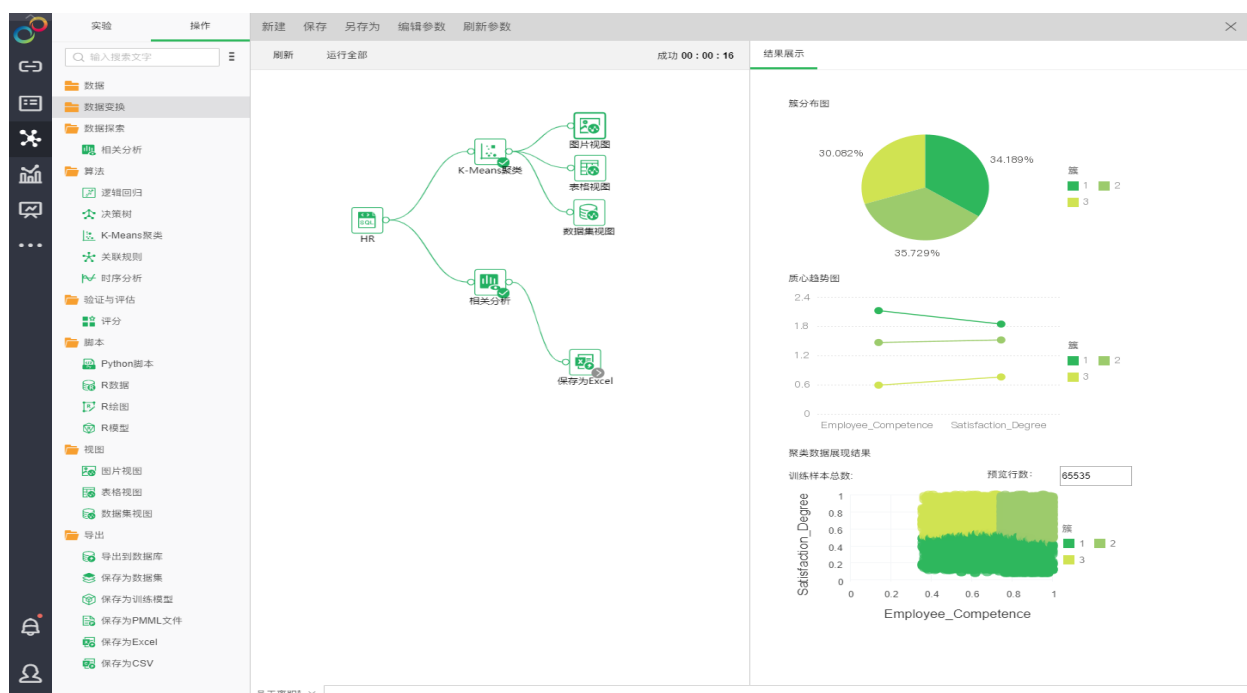 实验 操作
新建 保存 另存为 编辑参数 刷新参数
输入搜索文字
刷新 运行全部 成功 00 : 00 : 16
结果展示
数据
数据变换
数据探索
相关分析
算法
逻辑回归
决策树
K-Means聚类
关联规则
时序分析
验证与评估
评分
脚本
Python脚本
R数据
R绘图
R模型
视图
图片视图
表格视图
数据集视图
导出
导出到数据库
保存为数据集
保存为训练模型
保存为PMML文件
保存为Excel
保存为CSV
SQL
HR
K-Means聚类
图片视图
表格视图
数据集视图
相关分析
保存为Excel
簇分布图
30.082%
34.189%
35.729%
簇
1 2
3
质心趋势图
2.4
1.8
1.2
0.6
0
Employee_Competence Satisfaction_Degree
簇
1 2
3
聚类数据展现结果
训练样本总数: 预览行数: 65535
Satisfaction_Degree
1
0.8
0.6
0.4
0.2
0
0 0.2 0.4 0.6 0.8 1
Employee_Competence
簇
1 2
3